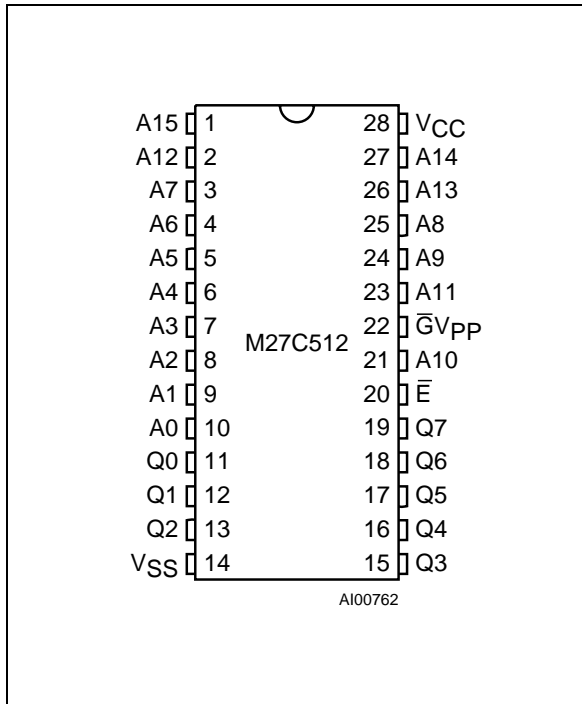 A15 1 28 VCC
A12 2 27 A14
A7 3 26 A13
A6 4 25 A8
A5 5 24 A9
A4 6 23 A11
A3 7 22 G̅VPP
A2 8 21 A10
M27C512
A1 9 20 E̅
A0 10 19 Q7
Q0 11 18 Q6
Q1 12 17 Q5
Q2 13 16 Q4
VSS 14 15 Q3
AI00762